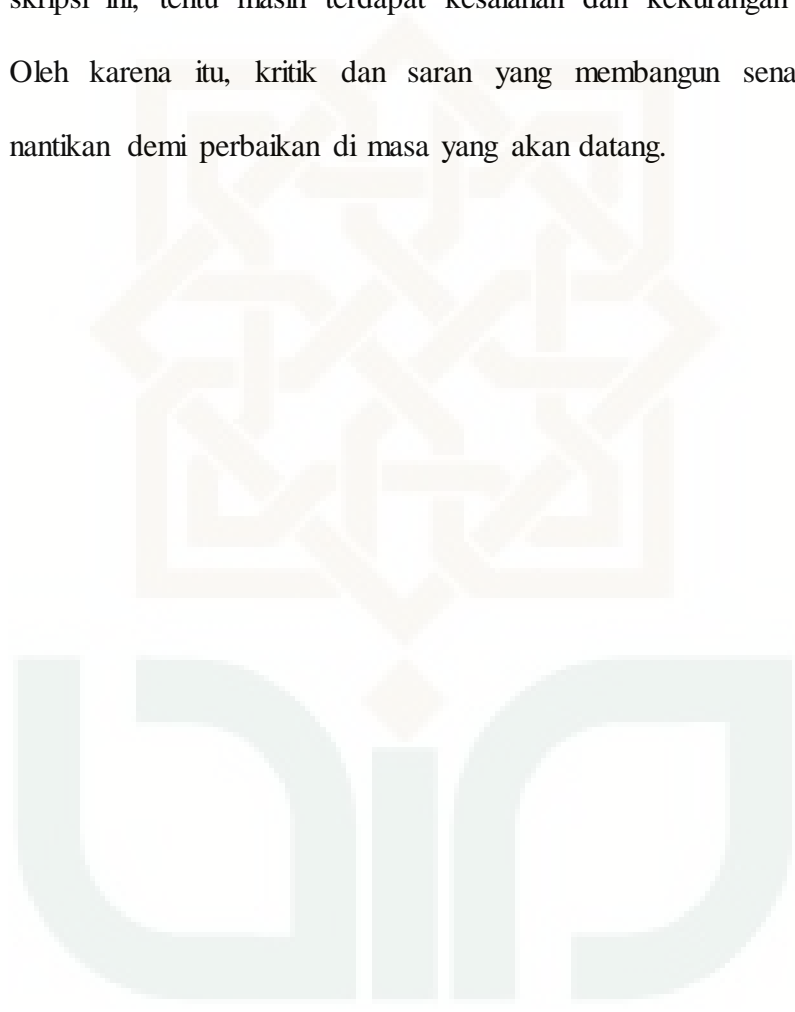 skripsi ini, tentu masih terdapat kesalahan dan kekurangan
Oleh karena itu, kritik dan saran yang membangun sena
nantikan demi perbaikan di masa yang akan datang.